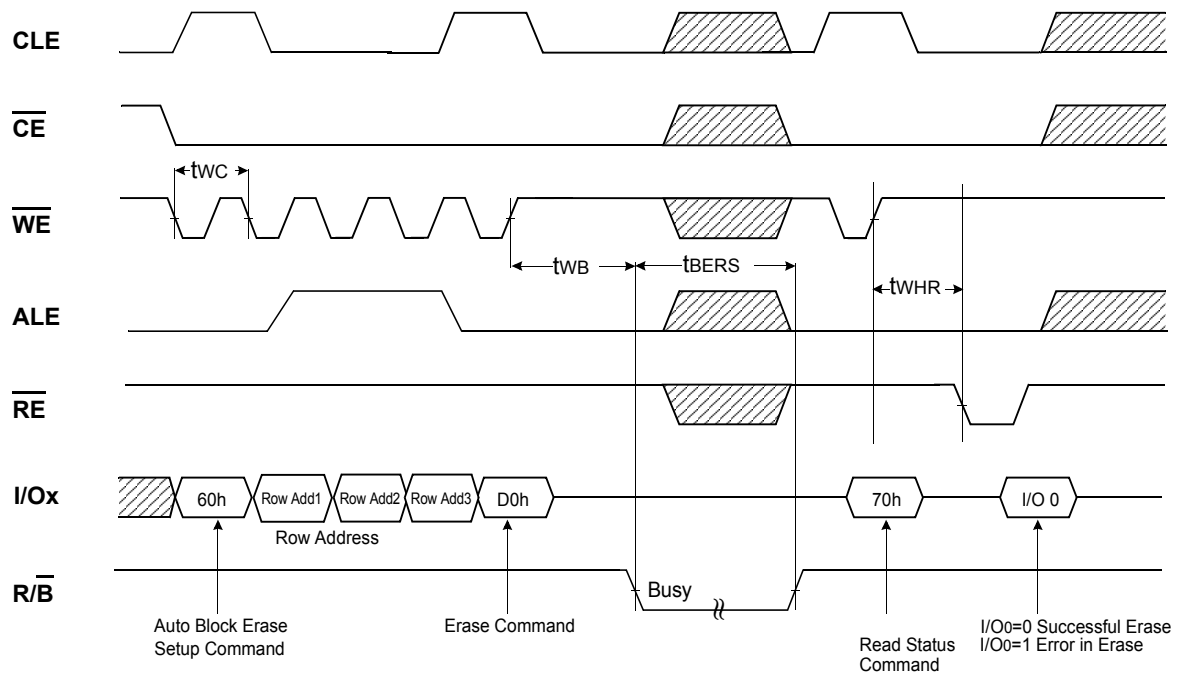 CLE
CE
tWC
WE
tWB
tBERS
tWHR
ALE
RE
I/Ox
60h
Row Add1
Row Add2
Row Add3
D0h
70h
I/O 0
Row Address
R/B
Busy
Auto Block Erase
Setup Command
Erase Command
Read Status
Command
I/O0=0 Successful Erase
I/O0=1 Error in Erase